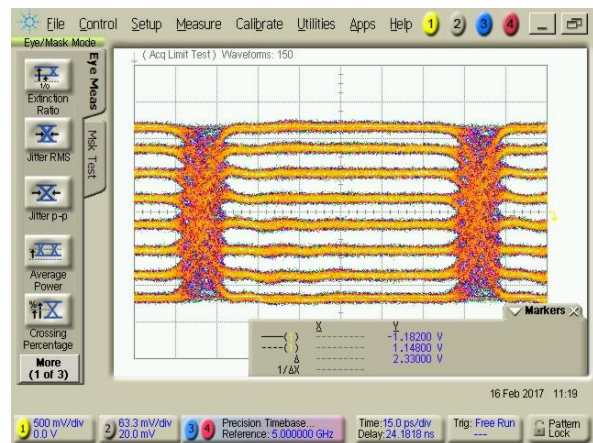 File Control Setup Measure Calibrate Utilities Apps Help 1 2 3 4
Eye/Mask Mode
( Acq Limit Test ) Waveforms: 150
Eye Meas
Msk Test
Extinction
Ratio
Jitter RMS
Jitter p-p
Average
Power
Crossing
Percentage
More
(1 of 3)
Markers
X Y
(1) -------- -1.18200 V
----(1) -------- 1.14800 V
Δ -------- 2.33000 V
1/ΔX --------
16 Feb 2017 11:19
1 500 mV/div
0.0 V
2 63.3 mV/div
20.0 mV
3 4 Precision Timebase...
Reference: 5.000000 GHz
Time:15.0 ps/div
Delay:24.1818 ns
Trig: Free Run
---
Pattern
Lock